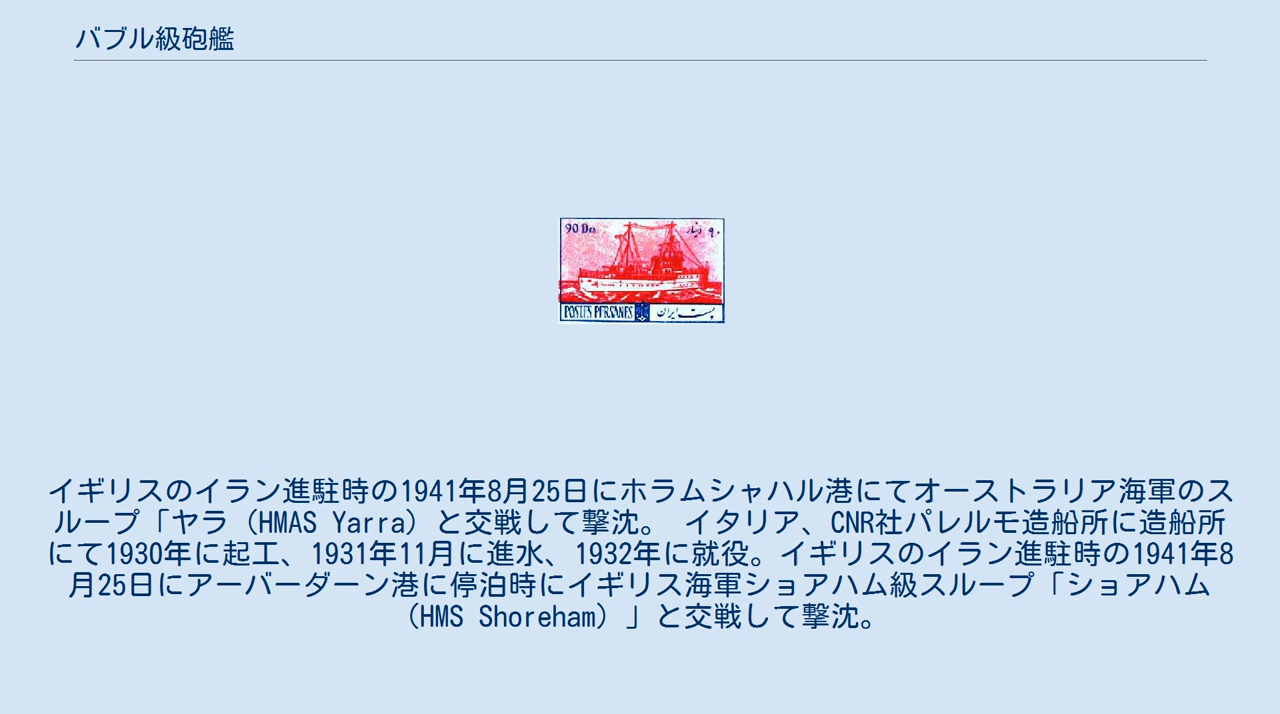 バブル級砲艦
90 Dn
۹۰ دینار
POSTES PERSANES
پست ایران
イギリスのイラン進駐時の1941年8月25日にホラムシャハル港にてオーストラリア海軍のス
ループ「ヤラ（HMAS Yarra）と交戦して撃沈。 イタリア、CNR社パレルモ造船所に造船所
にて1930年に起工、1931年11月に進水、1932年に就役。イギリスのイラン進駐時の1941年8
月25日にアーバーダーン港に停泊時にイギリス海軍ショアハム級スループ「ショアハム
（HMS Shoreham）」と交戦して撃沈。